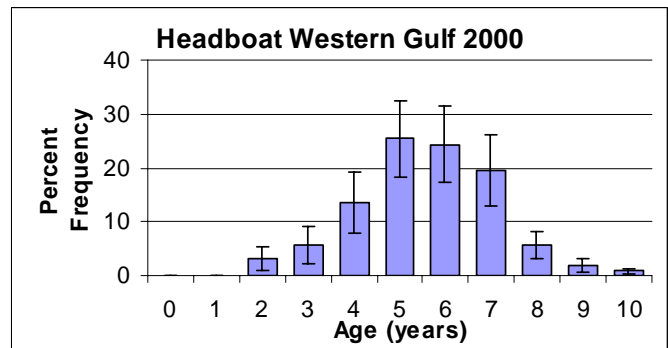 Headboat Western Gulf 2000
40
30
20
10
0
Percent
Frequency
0 1 2 3 4 5 6 7 8 9 10
Age (years)